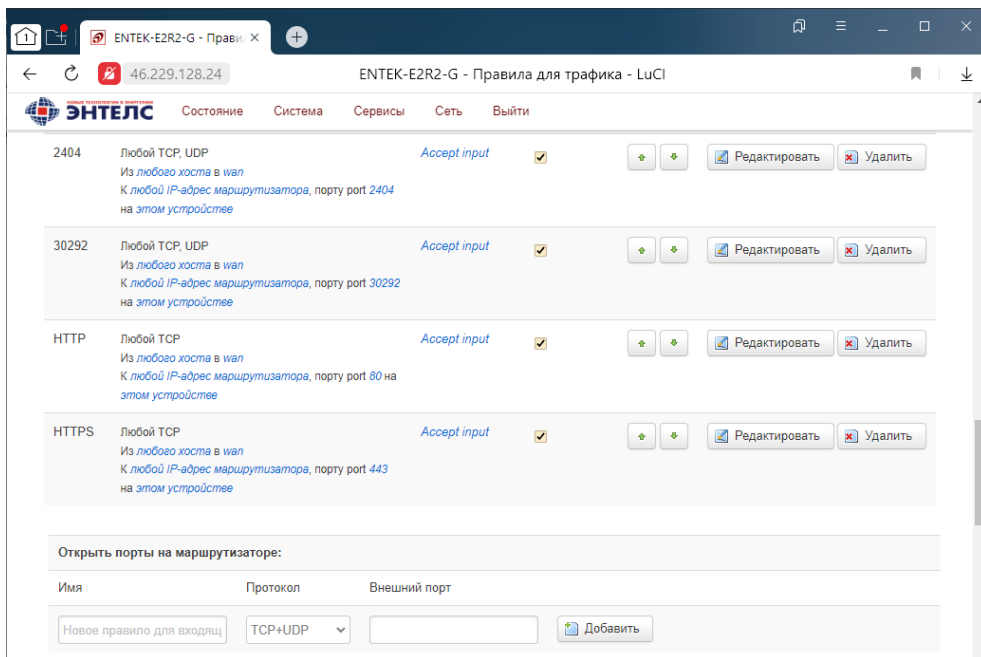 ENTEK-E2R2-G - Прави
46.229.128.24 ENTEK-E2R2-G - Правила для трафика - LuCI
НОВЫЕ ТЕХНОЛОГИИ В ЭНЕРГЕТИКЕ
ЭНТЕЛС Состояние Система Сервисы Сеть Выйти
2404 Любой TCP, UDP Accept input Редактировать Удалить
Из любого хоста в wan
К любой IP-адрес маршрутизатора, порту port 2404
на этом устройстве
30292 Любой TCP, UDP Accept input Редактировать Удалить
Из любого хоста в wan
К любой IP-адрес маршрутизатора, порту port 30292
на этом устройстве
HTTP Любой TCP Accept input Редактировать Удалить
Из любого хоста в wan
К любой IP-адрес маршрутизатора, порту port 80 на
этом устройстве
HTTPS Любой TCP Accept input Редактировать Удалить
Из любого хоста в wan
К любой IP-адрес маршрутизатора, порту port 443
на этом устройстве
Открыть порты на маршрутизаторе:
Имя Протокол Внешний порт
Новое правило для входящ TCP+UDP Добавить